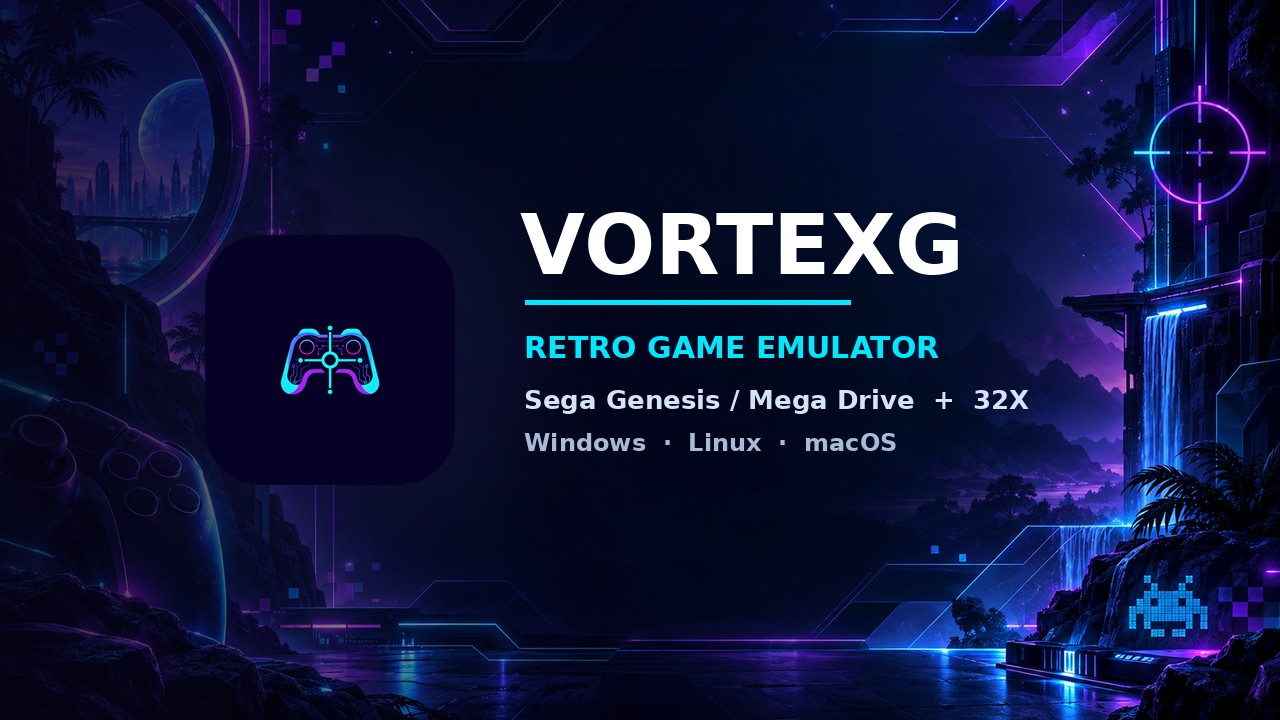 VORTEXG
RETRO GAME EMULATOR
Sega Genesis / Mega Drive + 32X
Windows · Linux · macOS